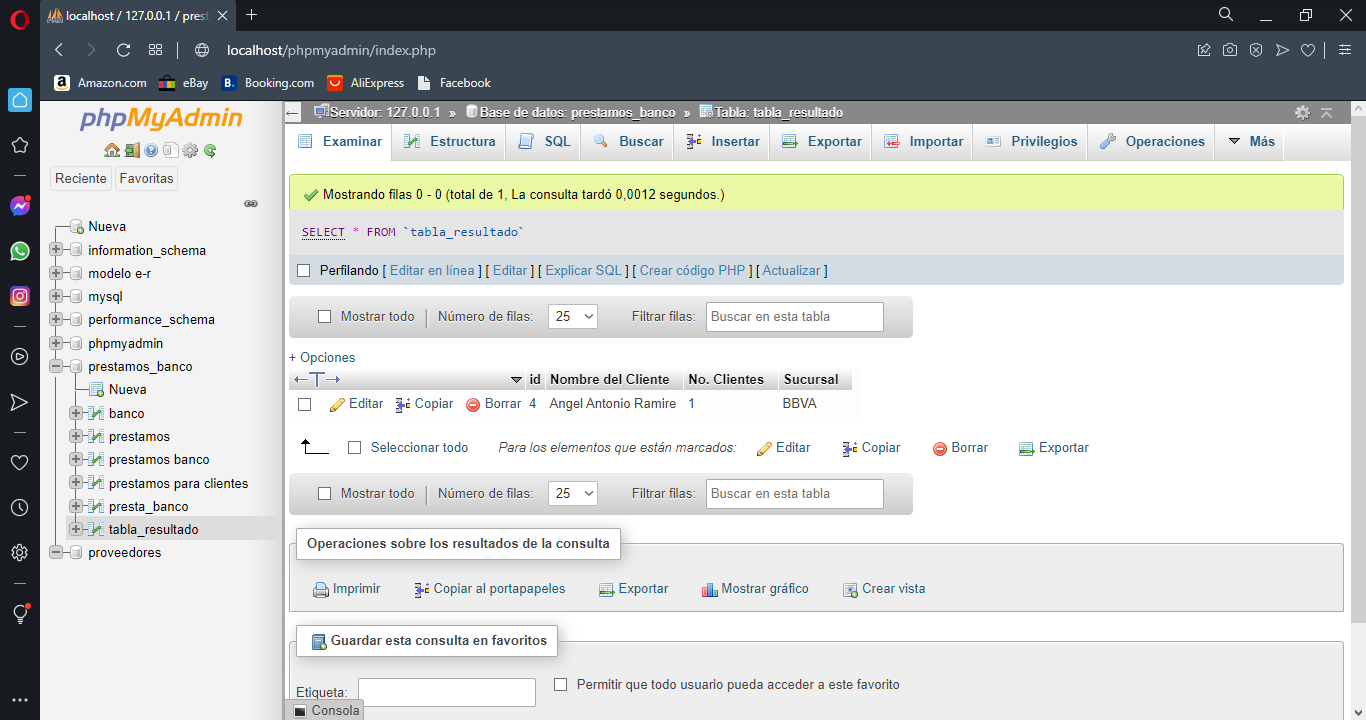 localhost / 127.0.0.1 / prest
localhost/phpmyadmin/index.php
Amazon.com eBay Booking.com AliExpress Facebook
phpMyAdmin
Reciente Favoritas
Nueva
information_schema
modelo e-r
mysql
performance_schema
phpmyadmin
prestamos_banco
Nueva
banco
prestamos
prestamos banco
prestamos para clientes
presta_banco
tabla_resultado
proveedores
Servidor: 127.0.0.1 » Base de datos: prestamos_banco » Tabla: tabla_resultado
Examinar Estructura SQL Buscar Insertar Exportar Importar Privilegios Operaciones Más
Mostrando filas 0 - 0 (total de 1, La consulta tardó 0,0012 segundos.)
SELECT * FROM `tabla_resultado`
Perfilando [ Editar en línea ] [ Editar ] [ Explicar SQL ] [ Crear código PHP ] [ Actualizar ]
Mostrar todo | Número de filas: 25 Filtrar filas: Buscar en esta tabla
+ Opciones
←T→ id Nombre del Cliente No. Clientes Sucursal
Editar Copiar Borrar 4 Angel Antonio Ramire 1 BBVA
Seleccionar todo Para los elementos que están marcados: Editar Copiar Borrar Exportar
Mostrar todo | Número de filas: 25 Filtrar filas: Buscar en esta tabla
Operaciones sobre los resultados de la consulta
Imprimir Copiar al portapapeles Exportar Mostrar gráfico Crear vista
Guardar esta consulta en favoritos
Etiqueta: Permitir que todo usuario pueda acceder a este favorito
Consola